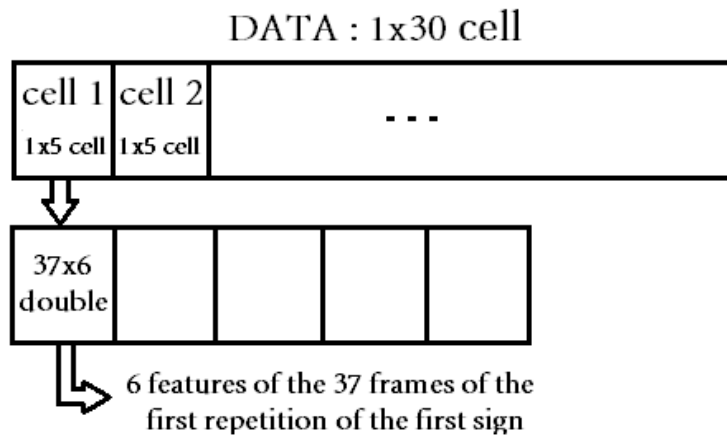 DATA : 1x30 cell
cell 1 cell 2
1x5 cell 1x5 cell
- - -
37x6
double
6 features of the 37 frames of the
first repetition of the first sign